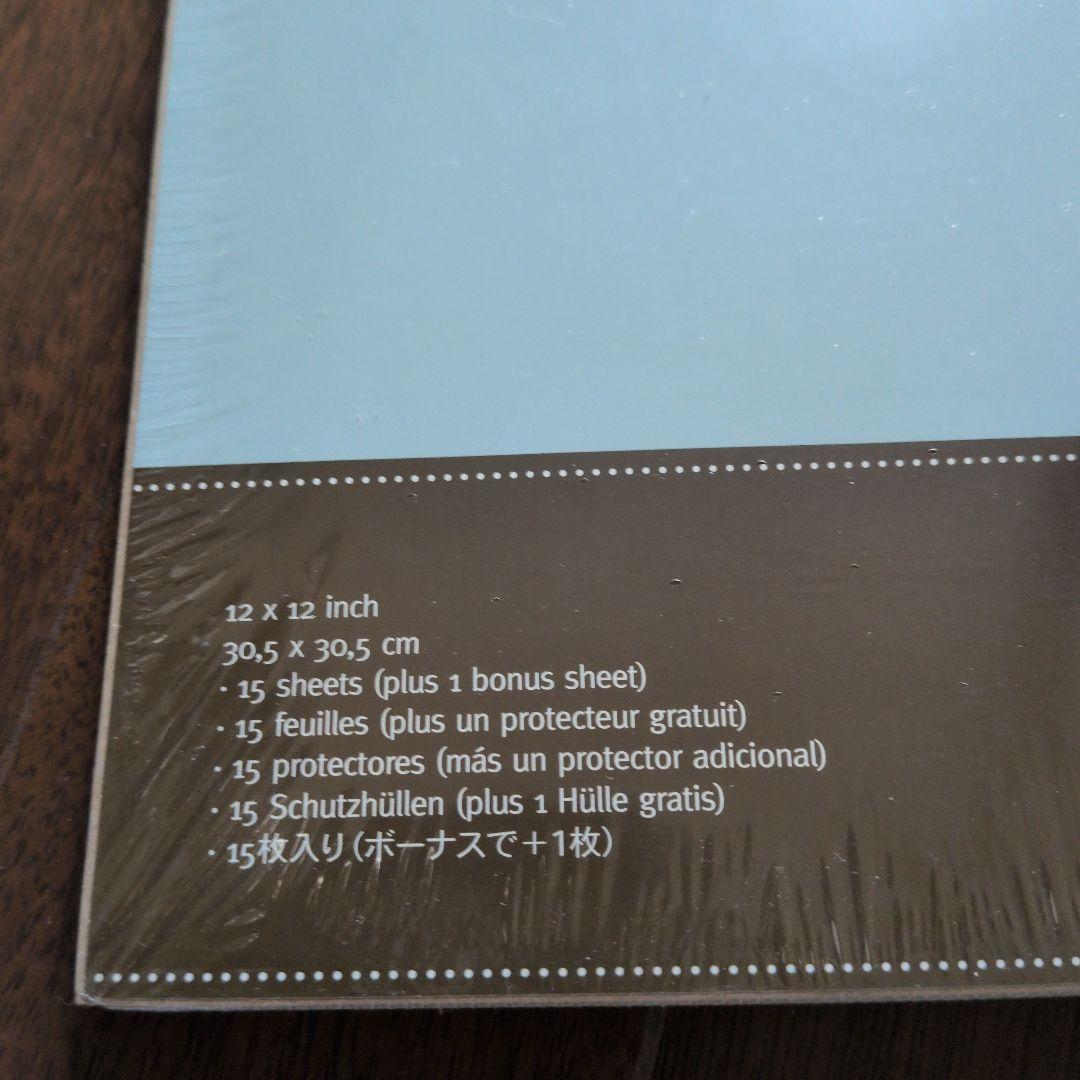 12 x 12 inch
30,5 x 30,5 cm
· 15 sheets (plus 1 bonus sheet)
· 15 feuilles (plus un protecteur gratuit)
· 15 protectores (más un protector adicional)
· 15 Schutzhüllen (plus 1 Hülle gratis)
· 15枚入り(ボーナスで＋1枚)